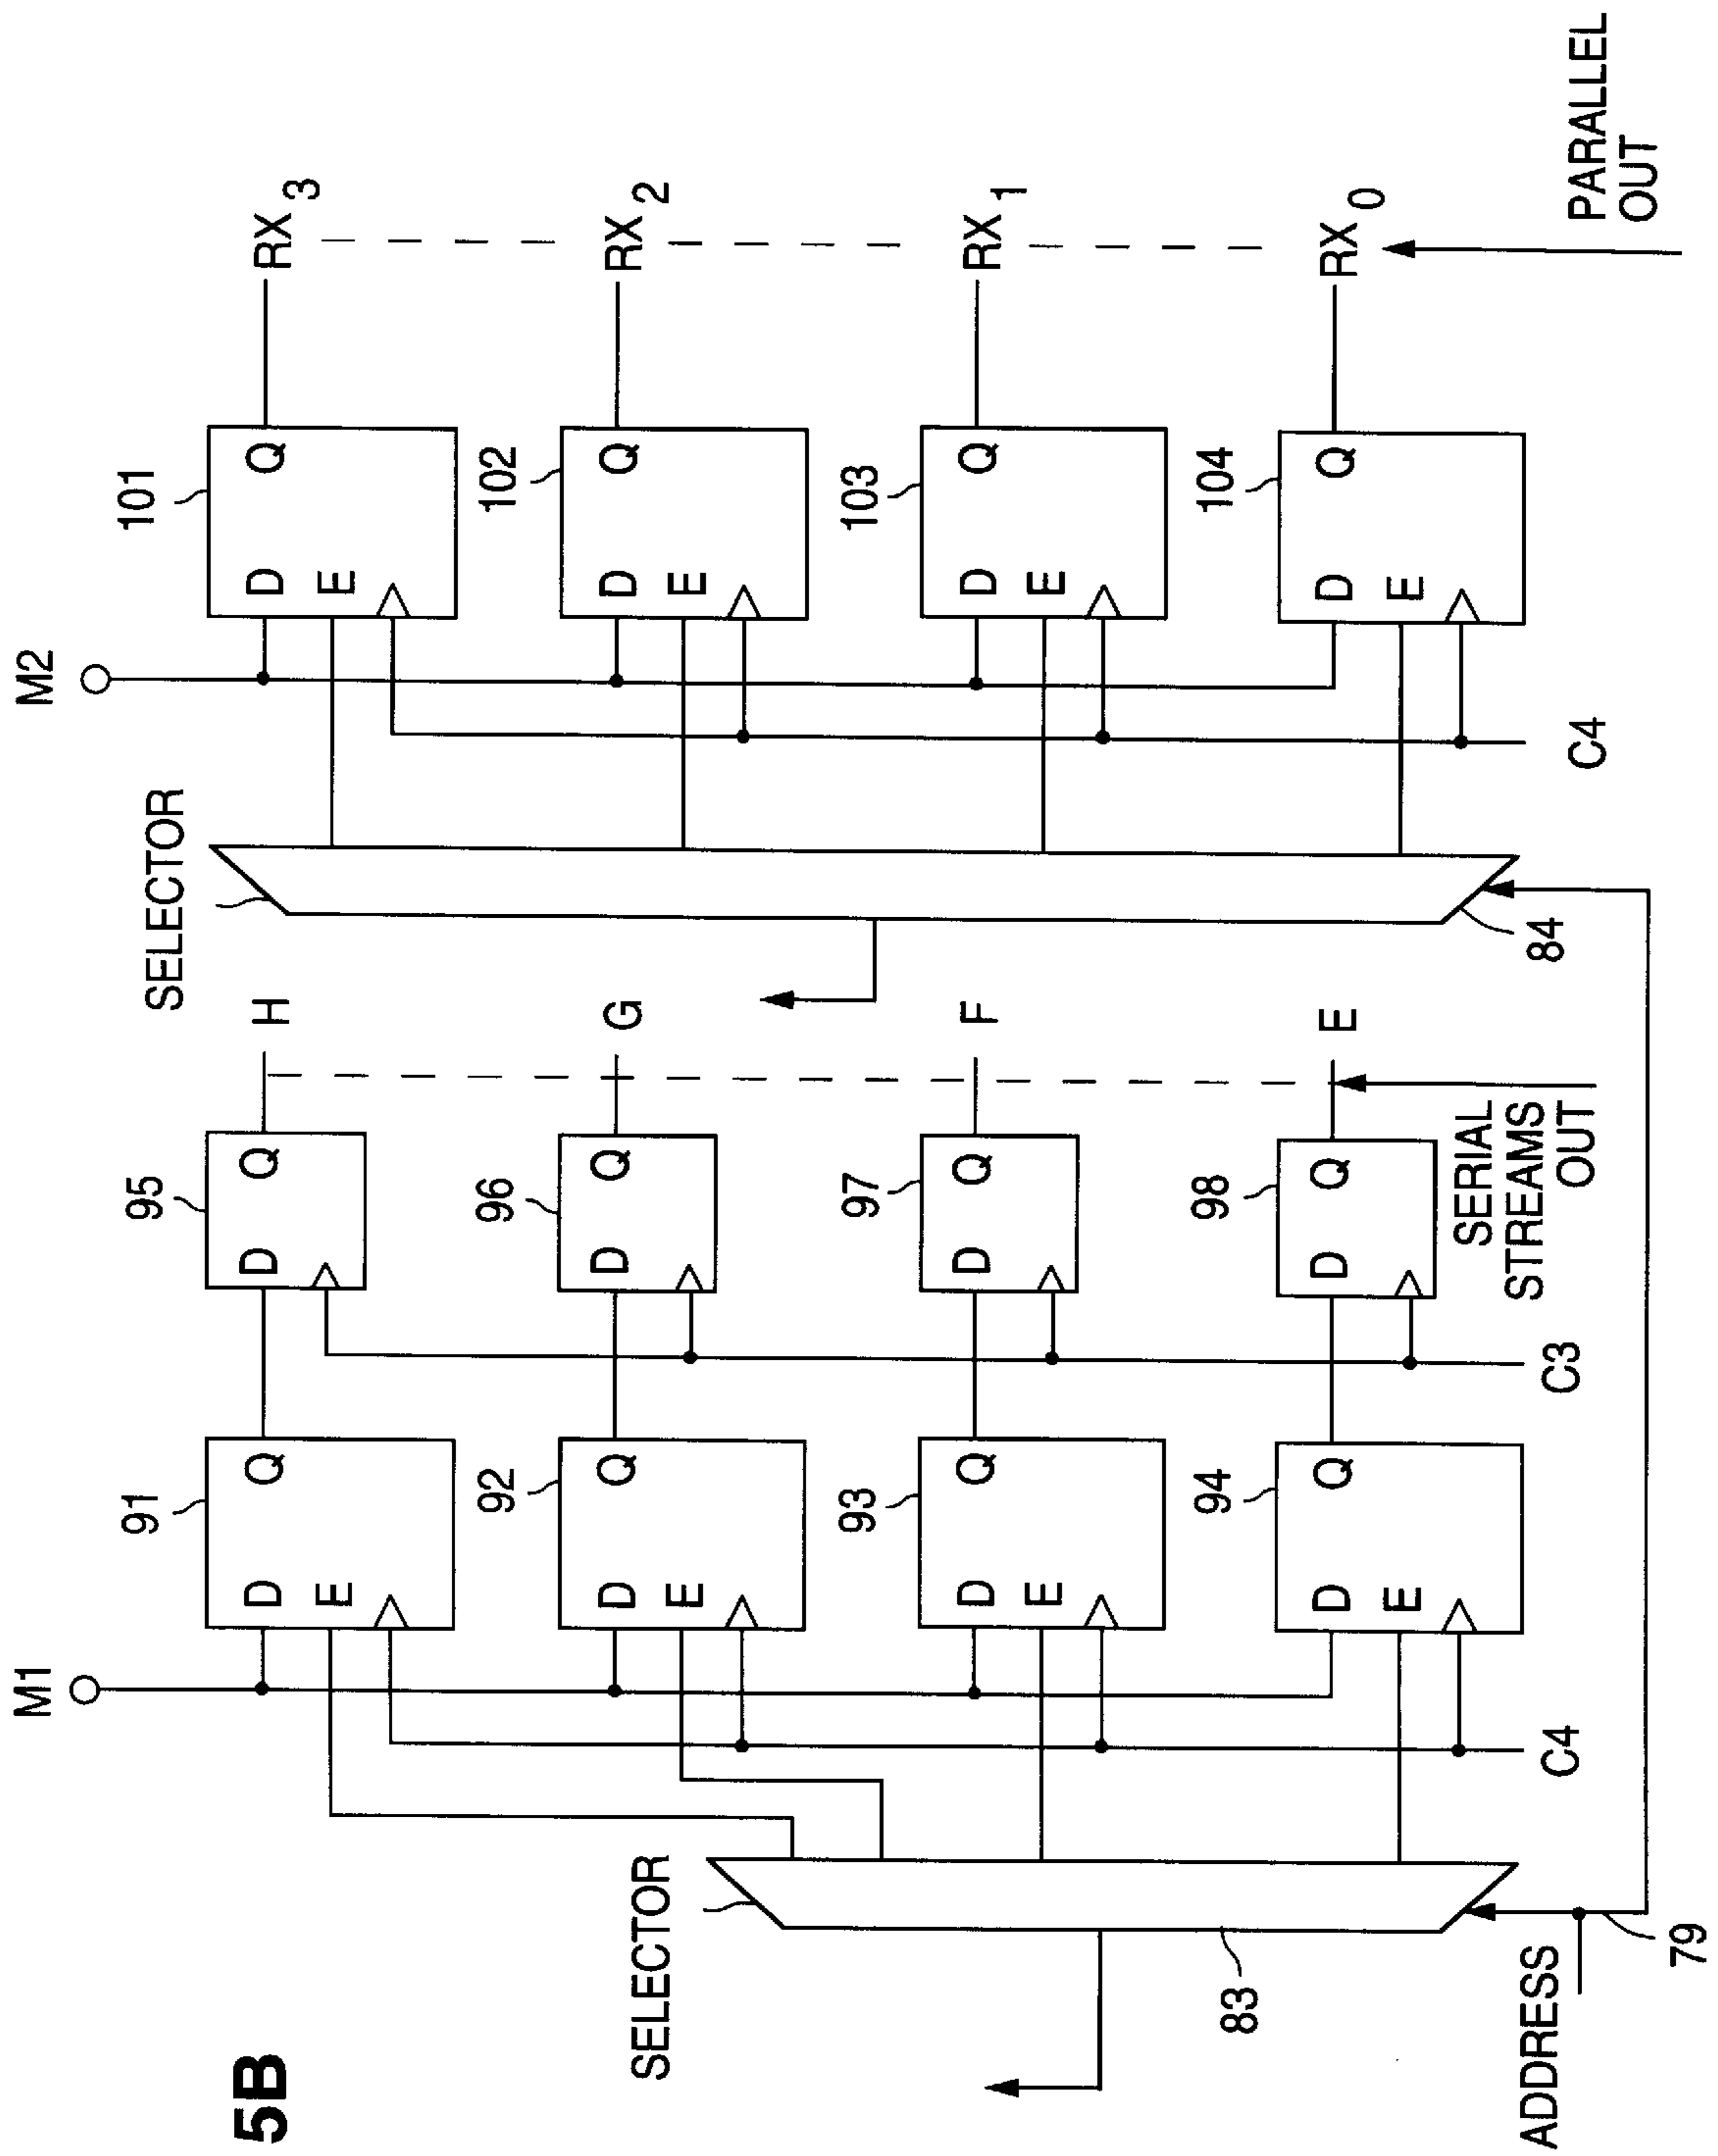 5B
M1
M2
SELECTOR
83
ADDRESS
79
C4
91
D
Q
E
92
D
Q
E
93
D
Q
E
94
D
Q
E
C3
95
D
Q
96
D
Q
97
D
Q
98
D
Q
H
G
F
E
SERIAL
STREAMS
OUT
SELECTOR
84
C4
101
D
Q
E
102
D
Q
E
103
D
Q
E
104
D
Q
E
RX 3
RX 2
RX 1
RX 0
PARALLEL
OUT